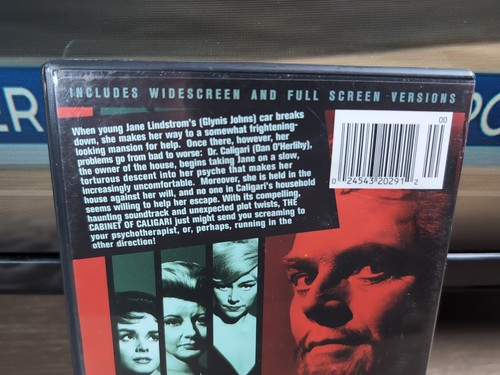 INCLUDES WIDESCREEN AND FULL SCREEN VERSIONS
When young Jane Lindstrom's (Glynis Johns) car breaks
down, she makes her way to a somewhat frightening-
looking mansion for help. Once there, however, her
problems go from bad to worse: Dr. Caligari (Dan O'Herlihy),
the owner of the house, begins taking Jane on a slow,
torturous descent into her psyche that makes her
increasingly uncomfortable. Moreover, she is held in the
house against her will, and no one in Caligari's household
seems willing to help her escape. With its compelling,
haunting soundtrack and unexpected plot twists, THE
CABINET OF CALIGARI just might send you screaming to
your psychotherapist, or, perhaps, running in the
other direction!
00
0 24543 20291 2
ER
PO